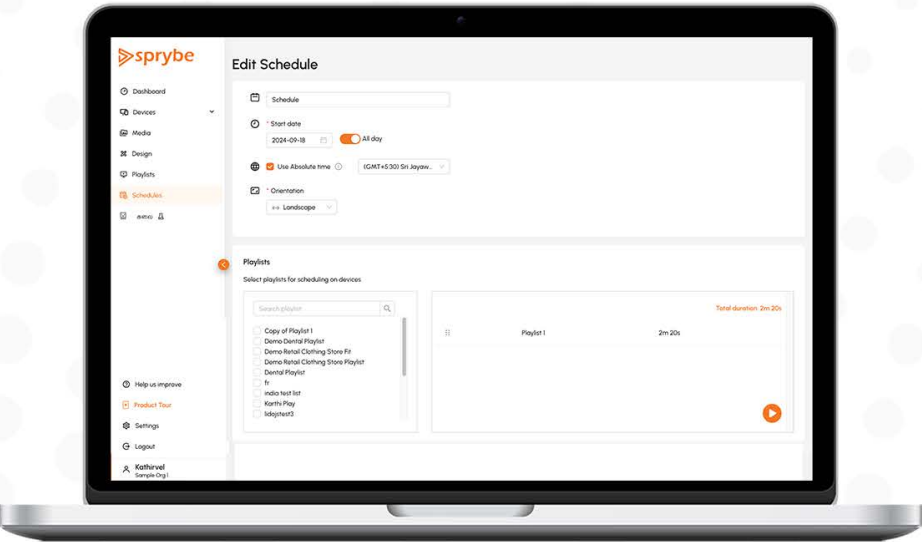 sprybe
Dashboard
Devices
Media
Design
Playlists
Schedules
Help us improve
Product Tour
Settings
Logout
Kathirvel
Sample Org 1
Edit Schedule
Schedule
* Start date
2024-09-18
All day
Use Absolute time
(GMT+5:30) Sri Jayaw...
* Orientation
Landscape
Playlists
Select playlists for scheduling on devices
Search playlist
Copy of Playlist 1
Demo Dental Playlist
Demo Retail Clothing Store Fit
Demo Retail Clothing Store Playlist
Dental Playlist
fr
india test list
Karthi Play
lidojstest3
Total duration: 2m 20s
Playlist 1 2m 20s